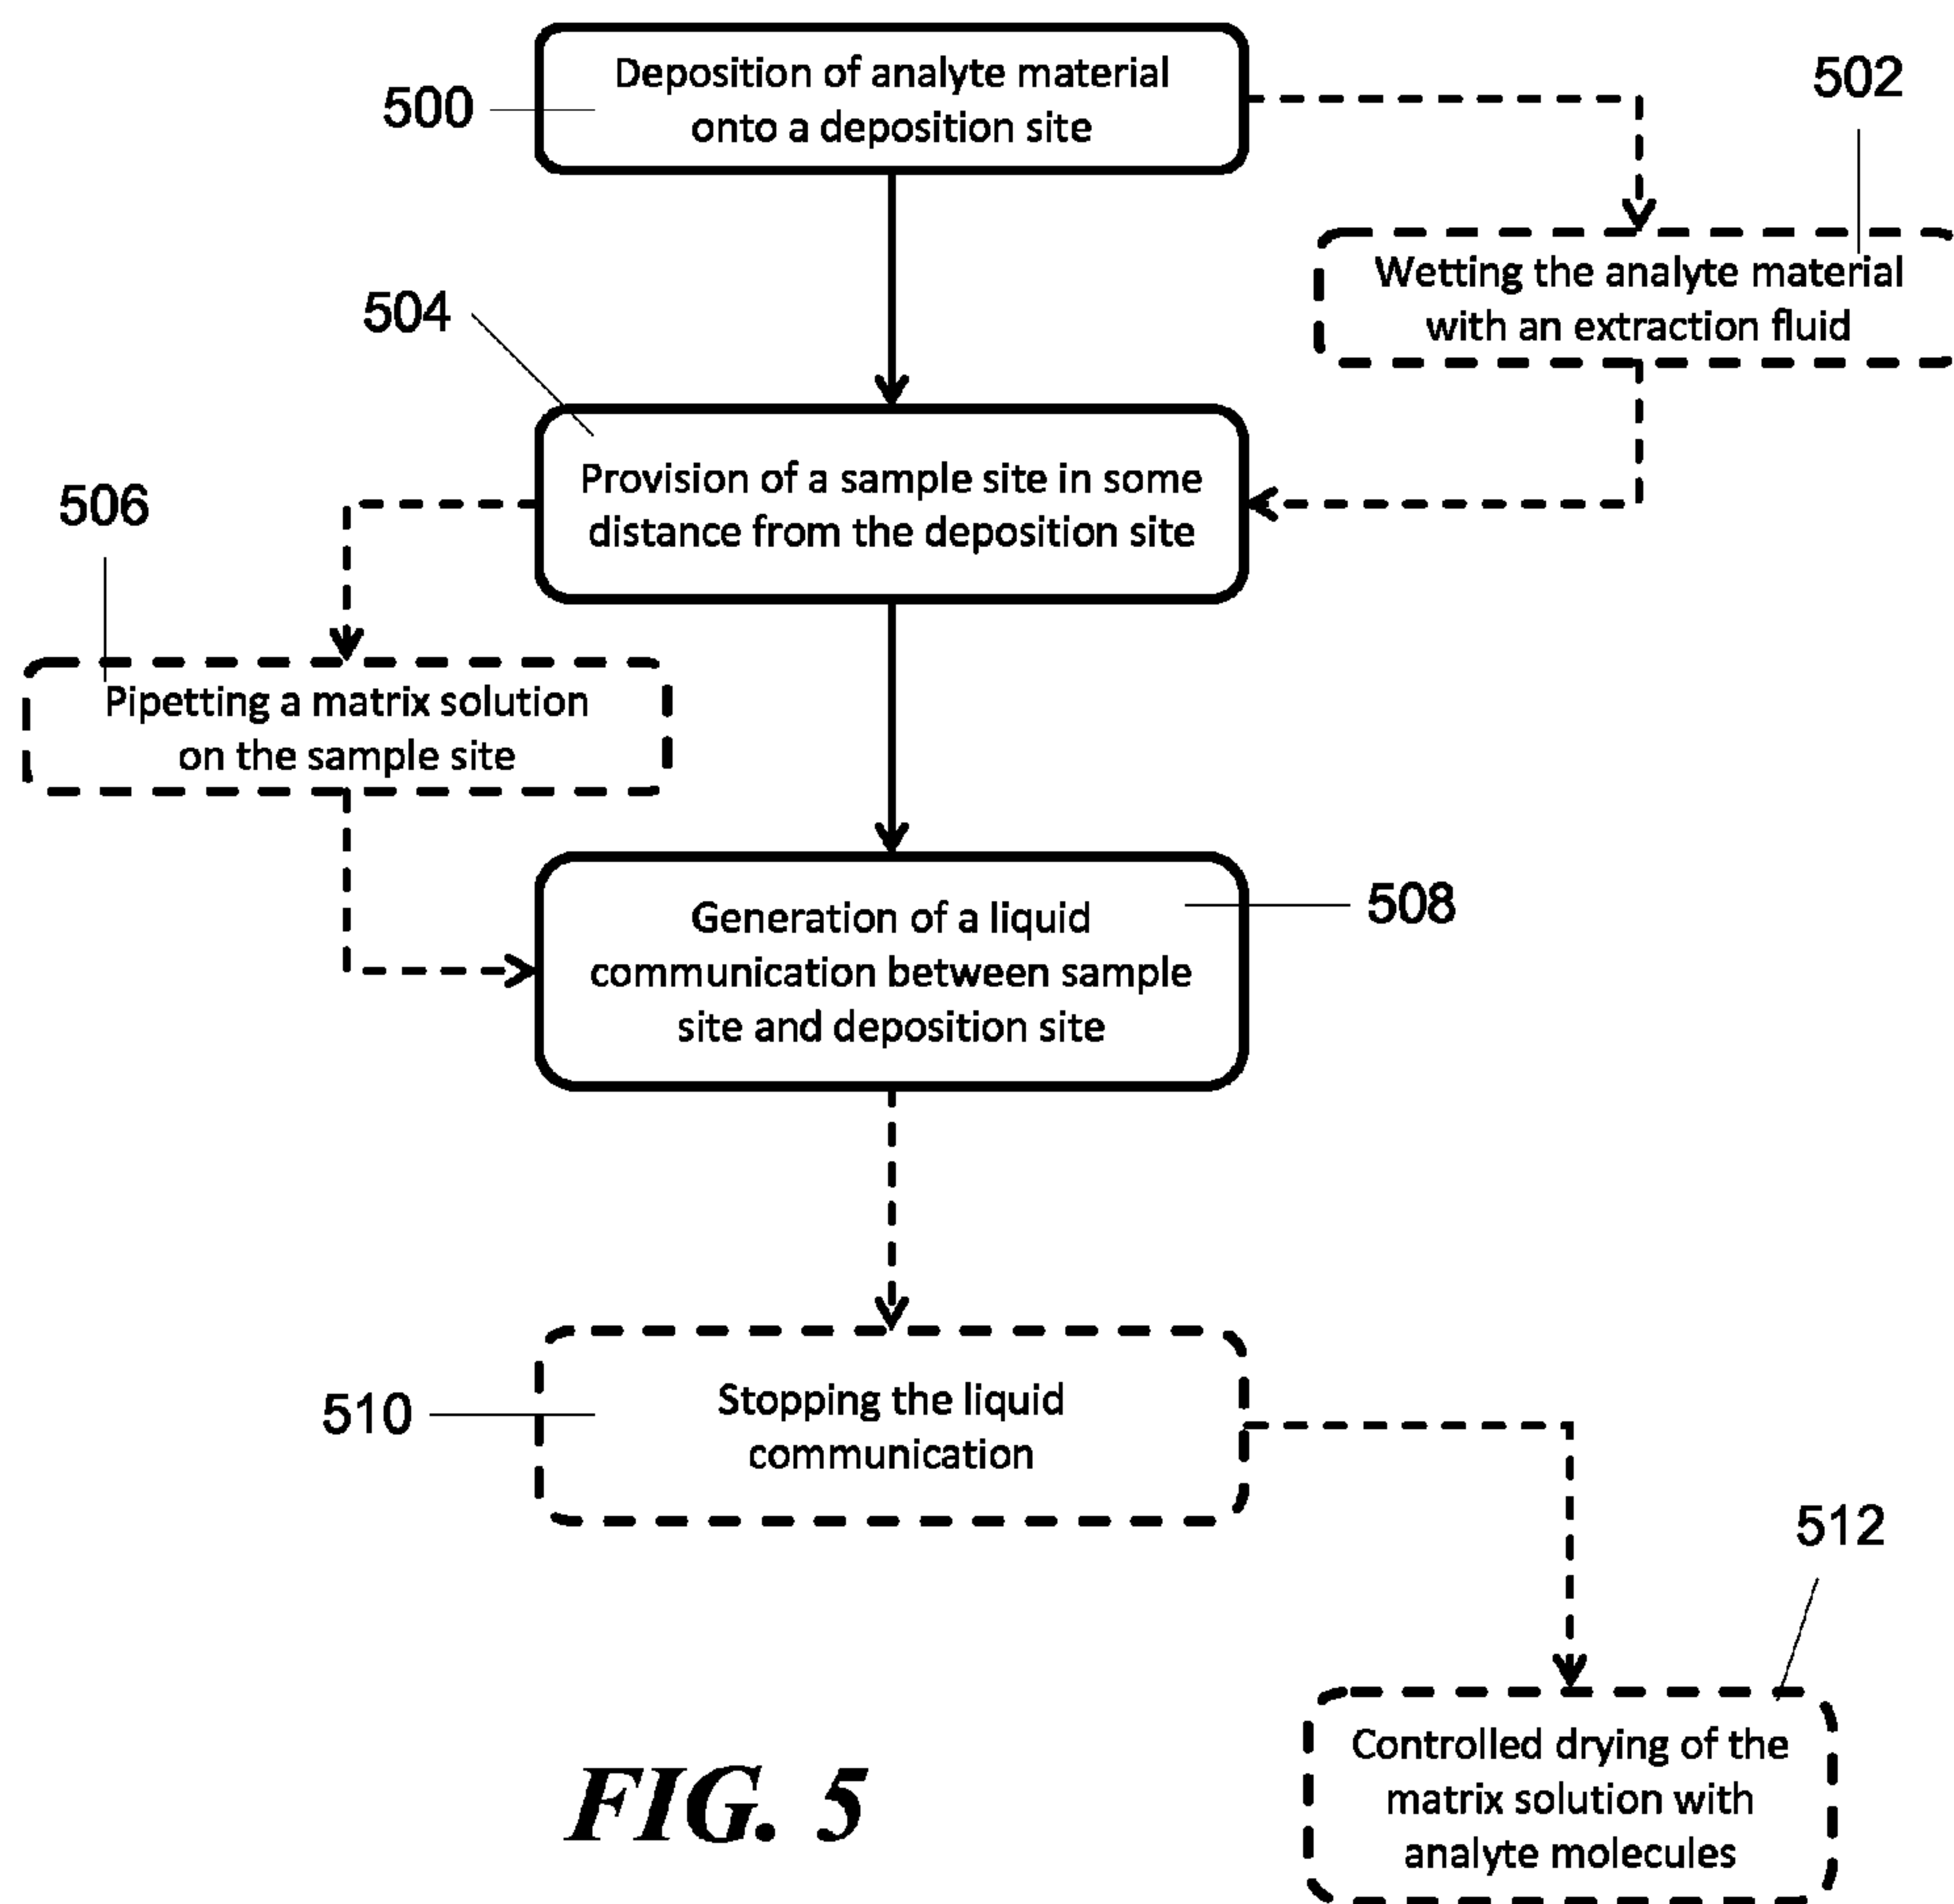 500
Deposition of analyte material
onto a deposition site
502
Wetting the analyte material
with an extraction fluid
504
Provision of a sample site in some
distance from the deposition site
506
Pipetting a matrix solution
on the sample site
Generation of a liquid
communication between sample
site and deposition site
508
510
Stopping the liquid
communication
512
Controlled drying of the
matrix solution with
analyte molecules
FIG. 5